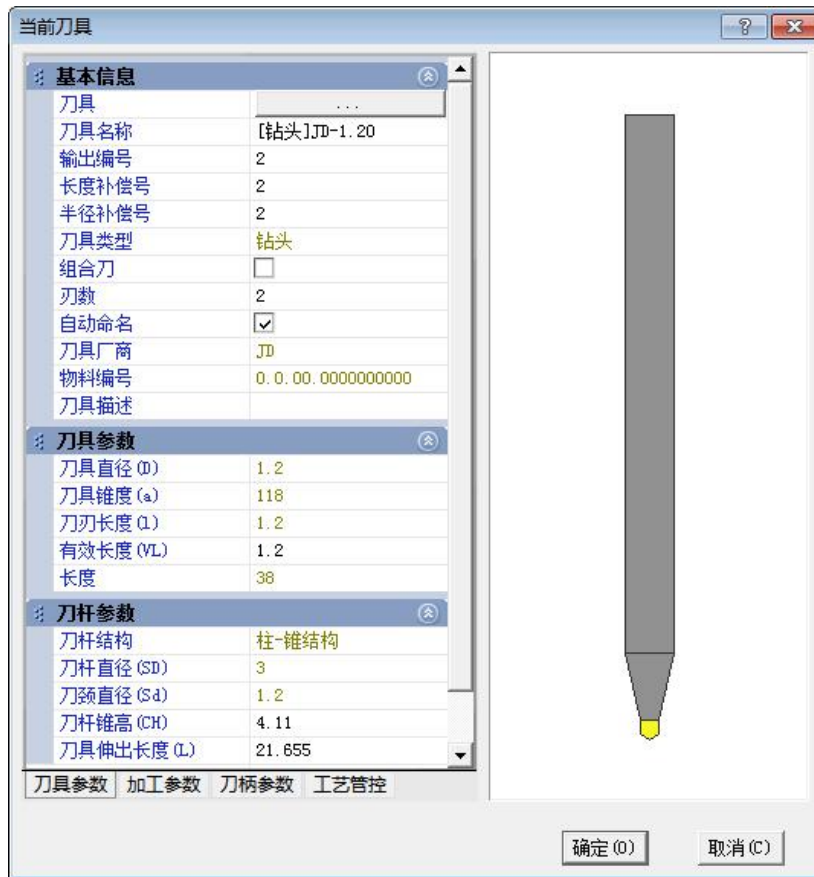 当前刀具
基本信息
刀具 ...
刀具名称 [钻头]JD-1.20
输出编号 2
长度补偿号 2
半径补偿号 2
刀具类型 钻头
组合刀
刃数 2
自动命名
刀具厂商 JD
物料编号 0.0.00.0000000000
刀具描述
刀具参数
刀具直径(D) 1.2
刀具锥度(a) 118
刀刃长度(l) 1.2
有效长度(VL) 1.2
长度 38
刀杆参数
刀杆结构 柱-锥结构
刀杆直径(SD) 3
刀颈直径(Sd) 1.2
刀杆锥高(CH) 4.11
刀具伸出长度(L) 21.655
刀具参数 加工参数 刀柄参数 工艺管控
确定(O) 取消(C)